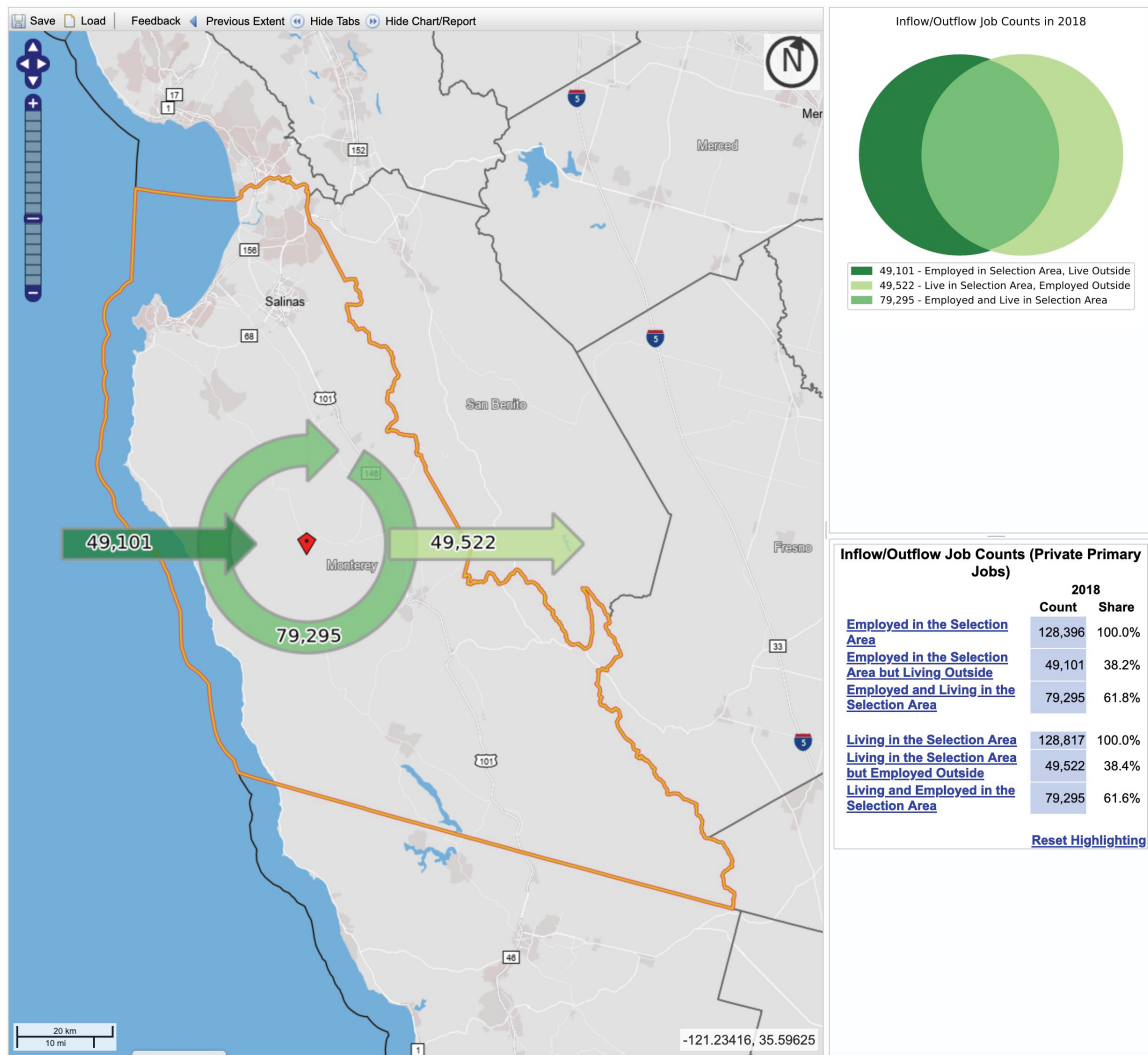 Save Load Feedback Previous Extent Hide Tabs Hide Chart/Report
N
17
1
5
Mer
152
Merced
156
Salinas
5
68
101
San Benito
146
49,101
49,522
Fresno
Monterey
79,295
33
5
101
46
20 km
10 mi
1
-121.23416, 35.59625
Inflow/Outflow Job Counts in 2018
49,101 - Employed in Selection Area, Live Outside
49,522 - Live in Selection Area, Employed Outside
79,295 - Employed and Live in Selection Area
Inflow/Outflow Job Counts (Private Primary
Jobs)
2018
Count Share
Employed in the Selection
Area 128,396 100.0%
Employed in the Selection
Area but Living Outside 49,101 38.2%
Employed and Living in the
Selection Area 79,295 61.8%
Living in the Selection Area 128,817 100.0%
Living in the Selection Area
but Employed Outside 49,522 38.4%
Living and Employed in the
Selection Area 79,295 61.6%
Reset Highlighting